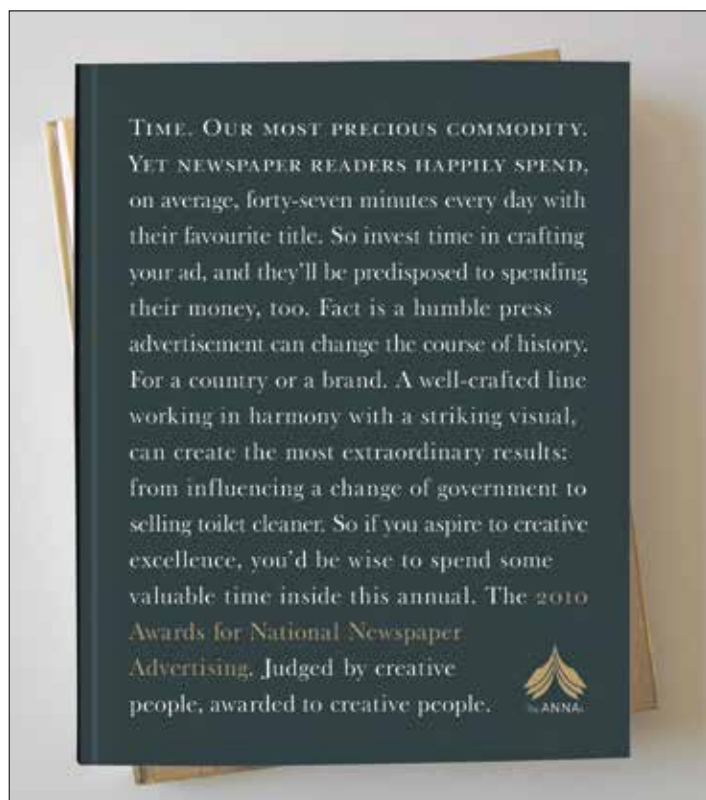 TIME. OUR MOST PRECIOUS COMMODITY.
YET NEWSPAPER READERS HAPPILY SPEND,
on average, forty-seven minutes every day with
their favourite title. So invest time in crafting
your ad, and they'll be predisposed to spending
their money, too. Fact is a humble press
advertisement can change the course of history.
For a country or a brand. A well-crafted line
working in harmony with a striking visual,
can create the most extraordinary results:
from influencing a change of government to
selling toilet cleaner. So if you aspire to creative
excellence, you'd be wise to spend some
valuable time inside this annual. The 2010
Awards for National Newspaper
Advertising. Judged by creative
people, awarded to creative people.
The ANNAs